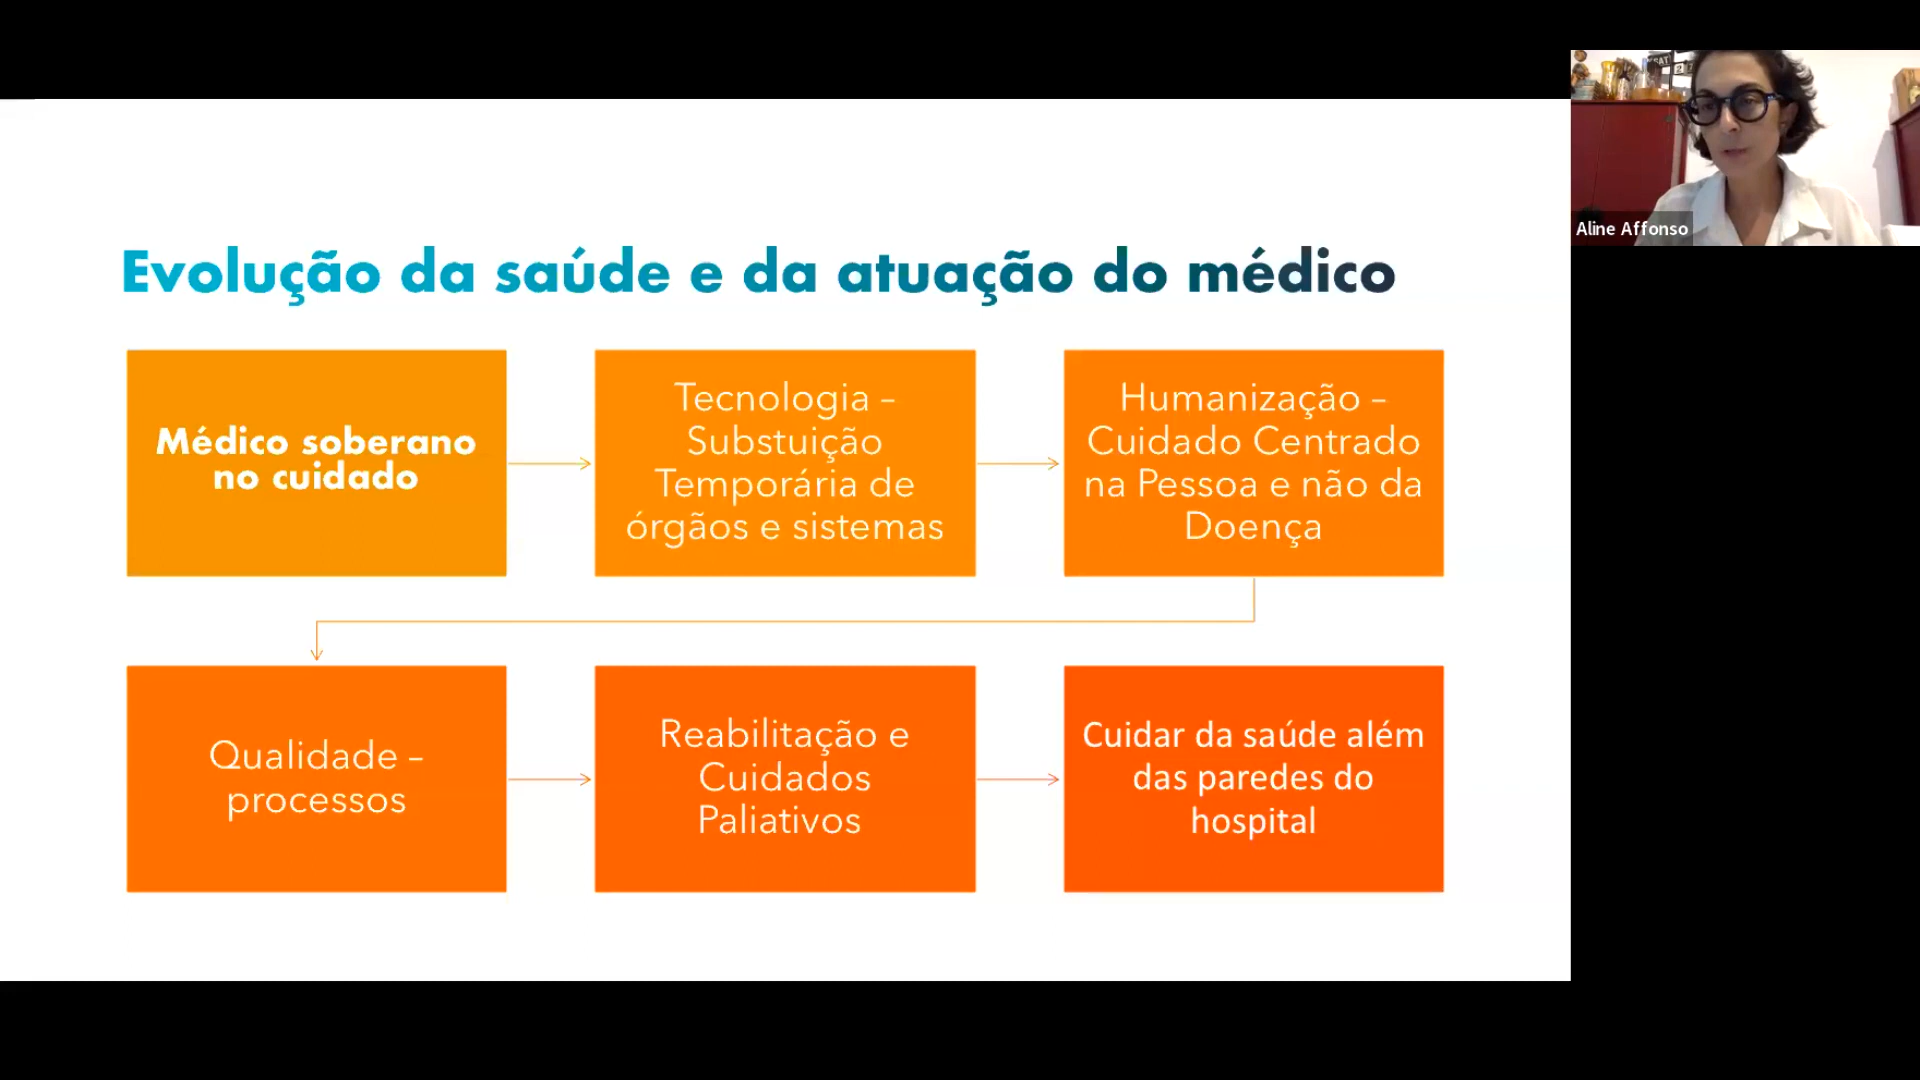 Aline Affonso
Evolução da saúde e da atuação do médico
Médico soberano
no cuidado
Tecnologia –
Substuição
Temporária de
órgãos e sistemas
Humanização –
Cuidado Centrado
na Pessoa e não da
Doença
Qualidade –
processos
Reabilitação e
Cuidados
Paliativos
Cuidar da saúde além
das paredes do
hospital